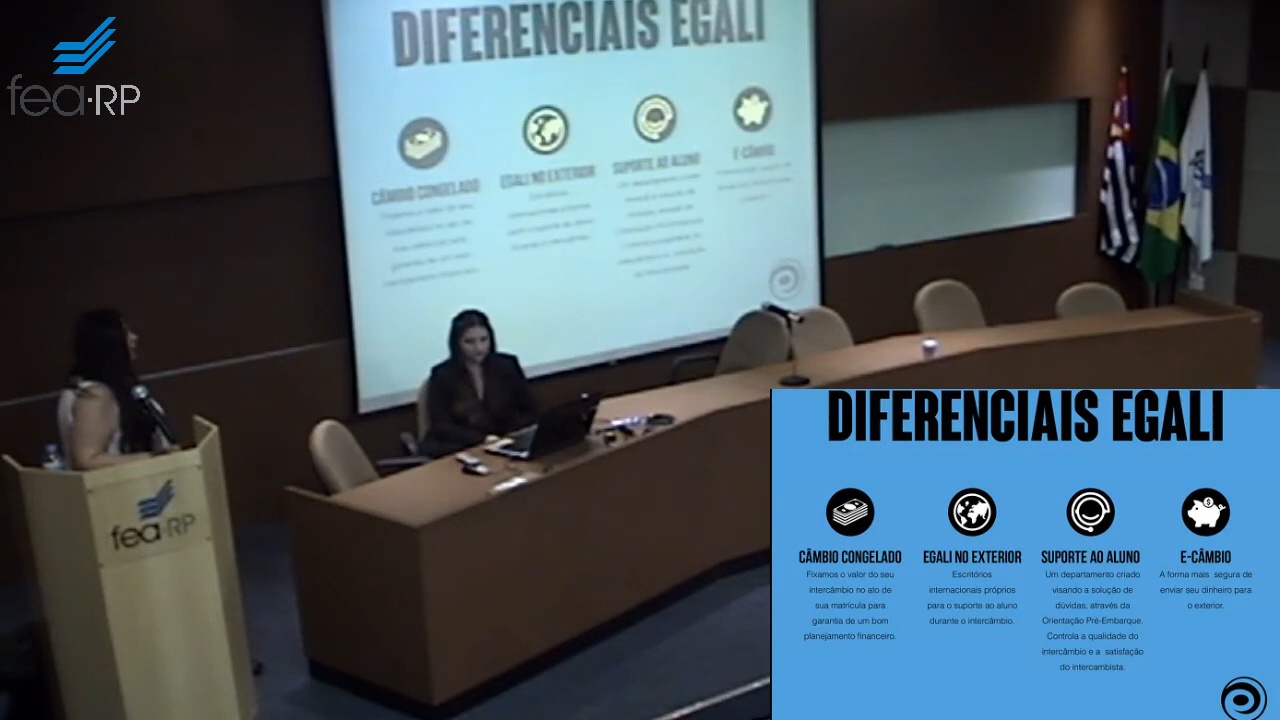 fea-RP
DIFERENCIAIS EGALI
CÂMBIO CONGELADO
EGALI NO EXTERIOR
SUPORTE AO ALUNO
E-CÂMBIO
fea-RP
DIFERENCIAIS EGALI
CÂMBIO CONGELADO
Fixamos o valor do seu
intercâmbio no ato de
sua matrícula para
garantia de um bom
planejamento financeiro.
EGALI NO EXTERIOR
Escritórios
internacionais próprios
para o suporte ao aluno
durante o intercâmbio.
SUPORTE AO ALUNO
Um departamento criado
visando a solução de
dúvidas, através da
Orientação Pré-Embarque.
Controla a qualidade do
intercâmbio e a satisfação
do intercambista.
E-CÂMBIO
A forma mais segura de
enviar seu dinheiro para
o exterior.